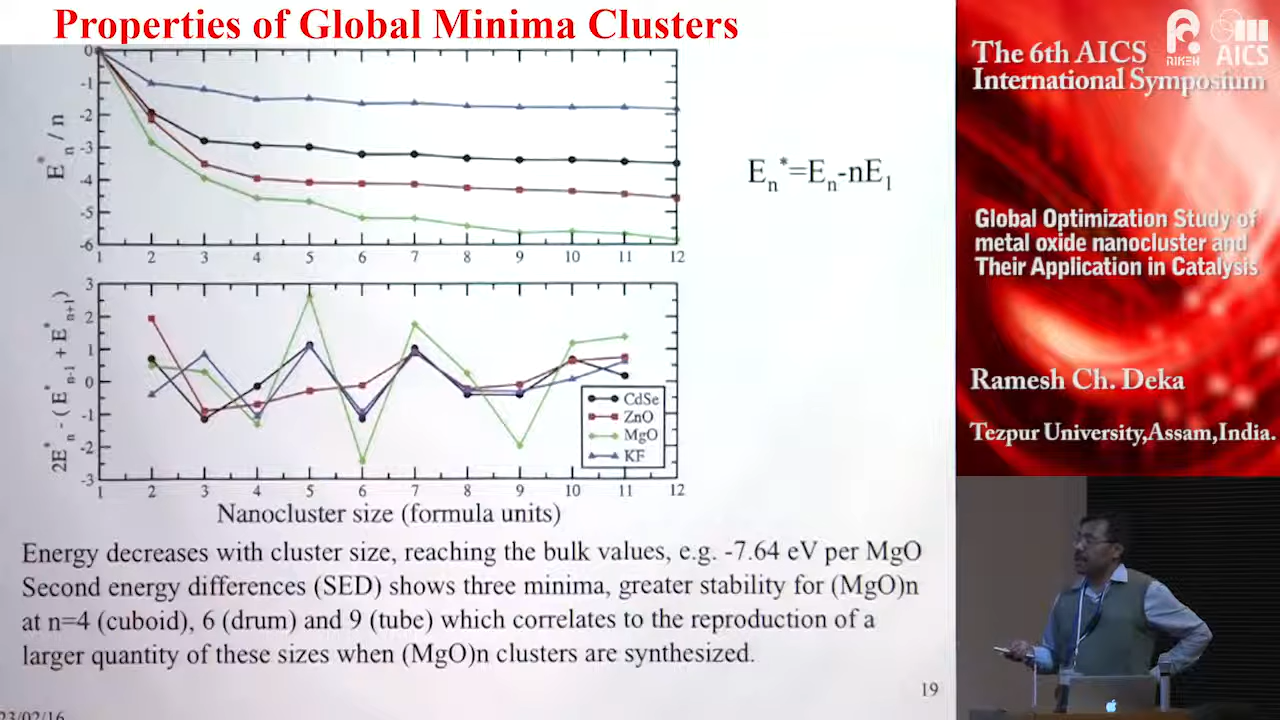 Properties of Global Minima Clusters
0
-1
-2
-3
-4
-5
-6
E*n / n
1 2 3 4 5 6 7 8 9 10 11 12
En*=En-nE1
3
2
1
0
-1
-2
-3
2E*n - (E*n-1 + E*n+1)
CdSe
ZnO
MgO
KF
1 2 3 4 5 6 7 8 9 10 11 12
Nanocluster size (formula units)
Energy decreases with cluster size, reaching the bulk values, e.g. -7.64 eV per MgO
Second energy differences (SED) shows three minima, greater stability for (MgO)n
at n=4 (cuboid), 6 (drum) and 9 (tube) which correlates to the reproduction of a
larger quantity of these sizes when (MgO)n clusters are synthesized.
19
23/02/16
RIKEN
AICS
The 6th AICS
International Symposium
Global Optimization Study of
metal oxide nanocluster and
Their Application in Catalysis
Ramesh Ch. Deka
Tezpur University,Assam,India.